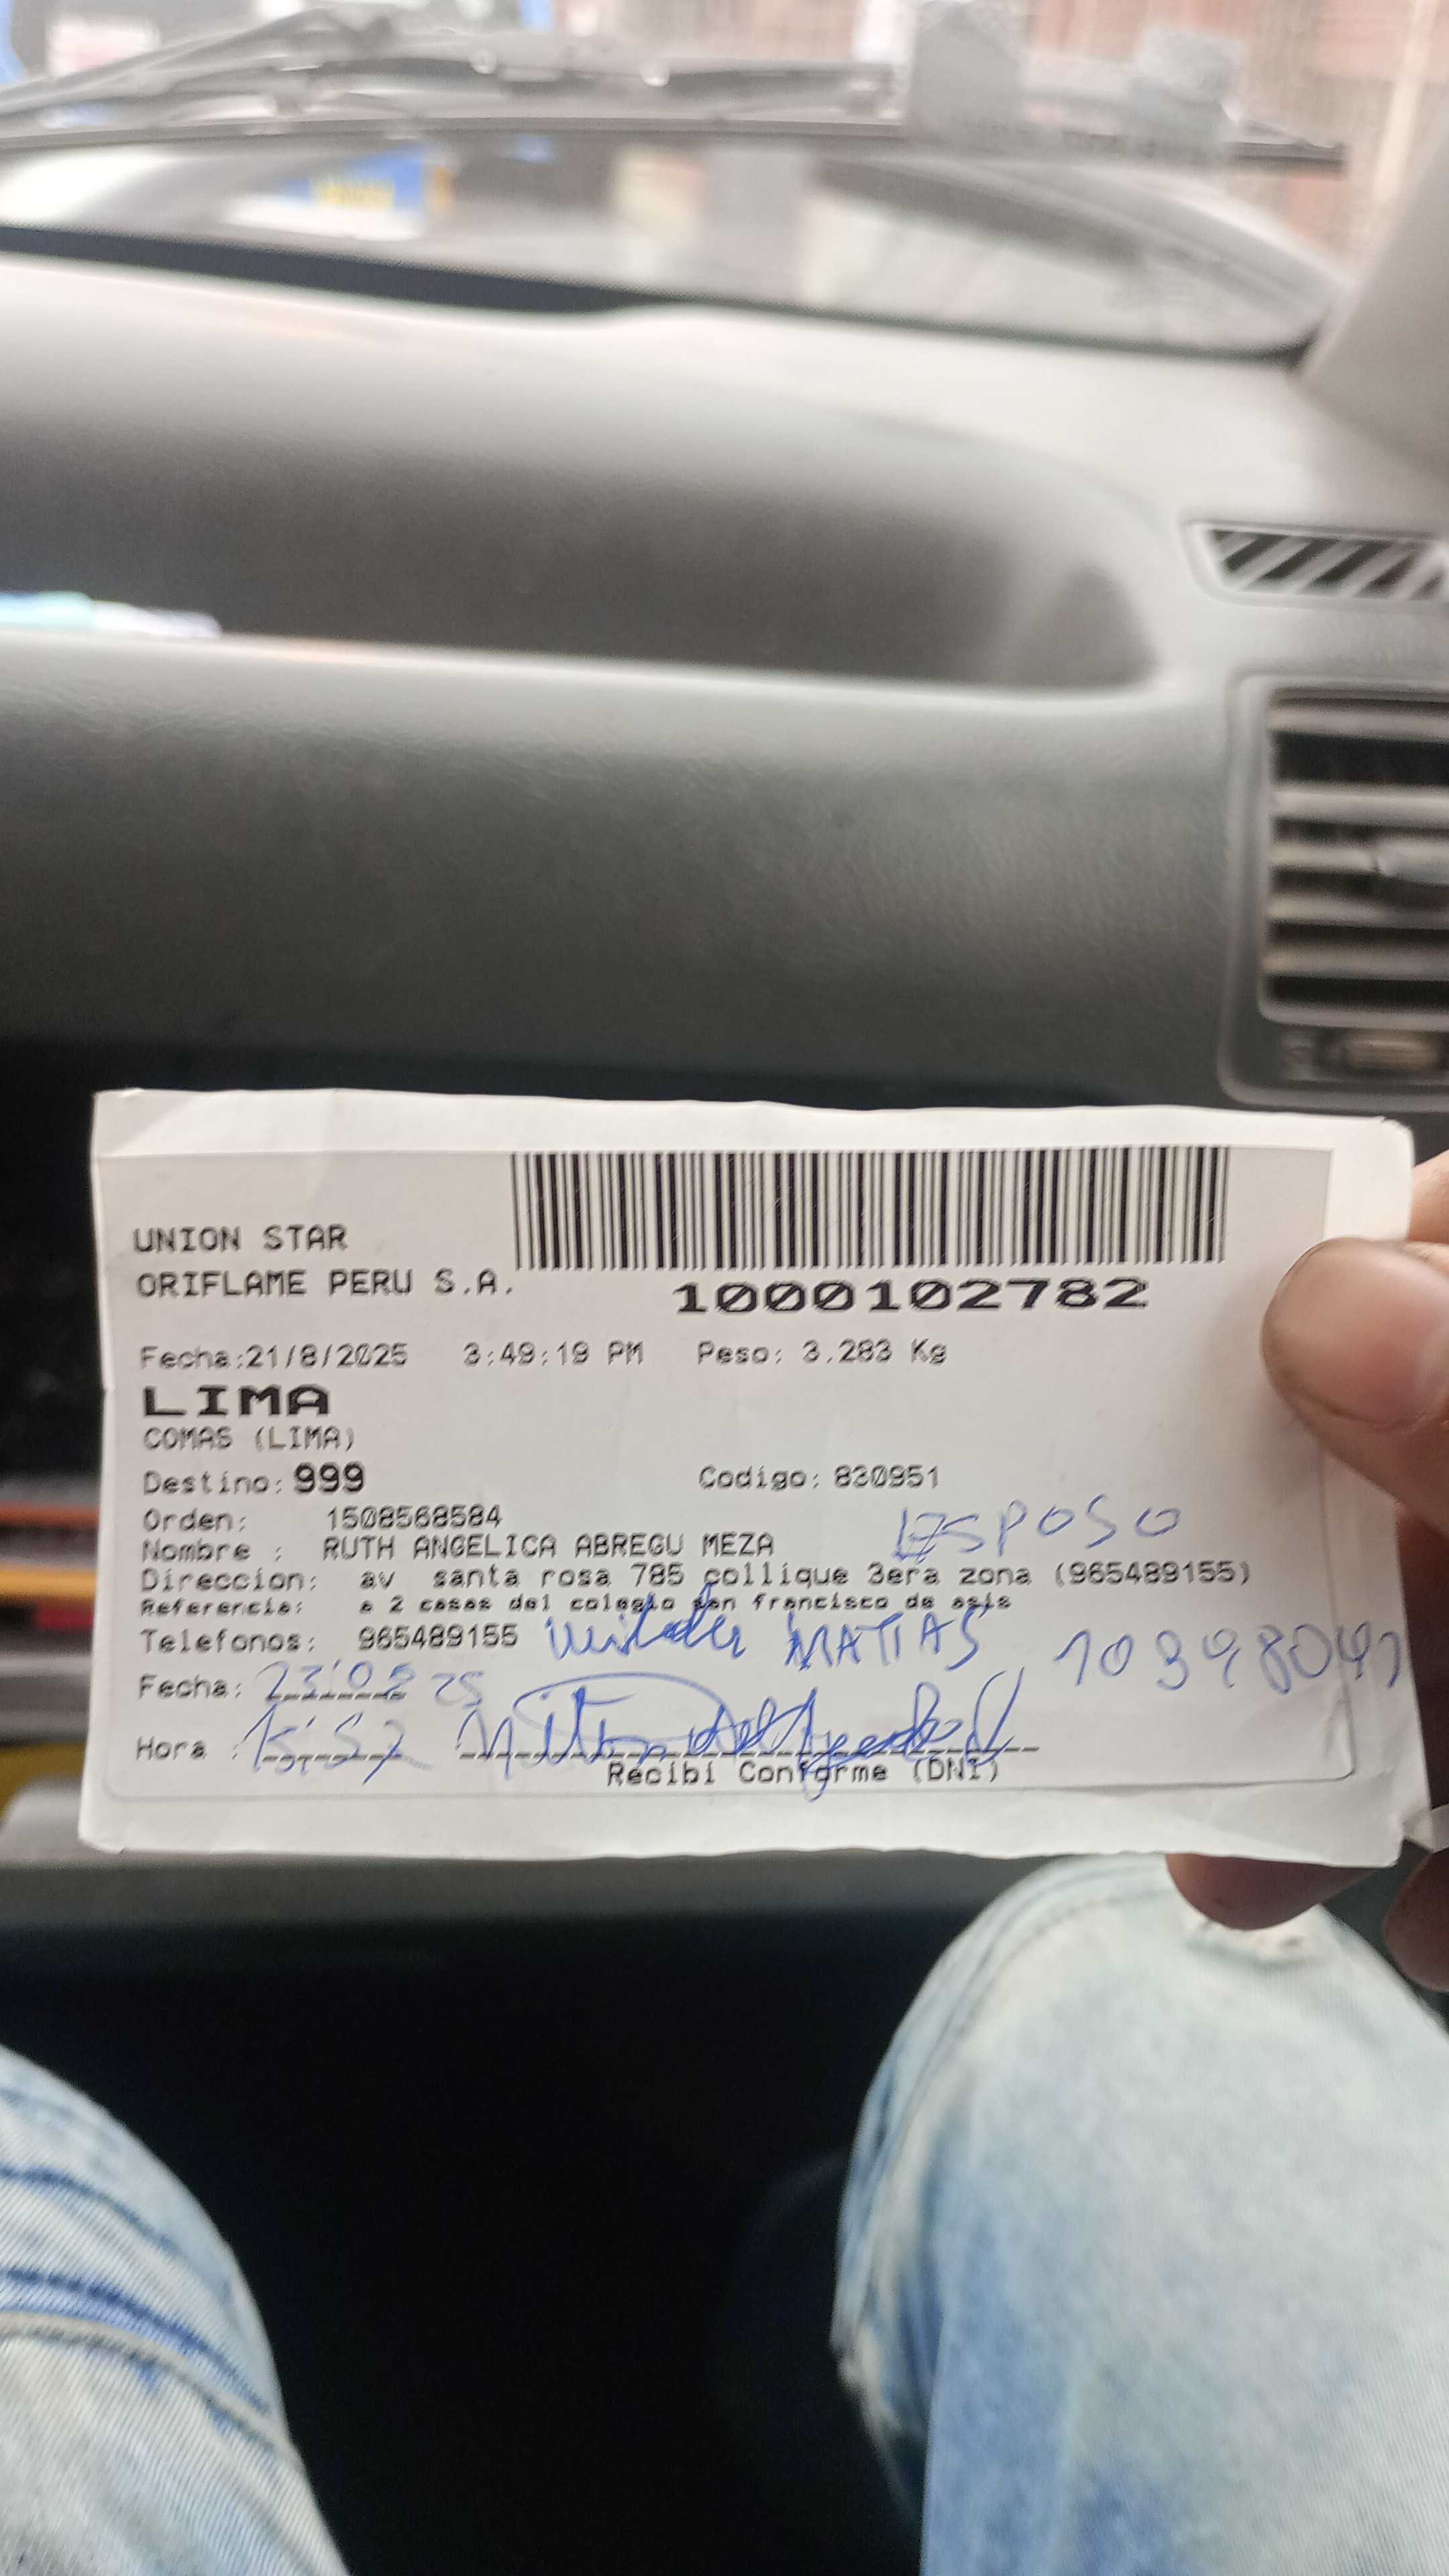 UNION STAR
ORIFLAME PERU S.A.
1000102782
Fecha:21/8/2025 3:49:19 PM Peso: 3.283 Kg
LIMA
COMAS (LIMA)
Destino: 999 Codigo: 830951
Orden: 1508568584
ESPOSO
Nombre : RUTH ANGELICA ABREGU MEZA
Direccion: av santa rosa 785 collique 3era zona (965489155)
Referencia: a 2 casas del colegio san francisco de asis
Telefonos: 965489155 MATIAS 10398041
Fecha: 23 08 25
Hora : 15:57
Recibi Conforme (DNI)